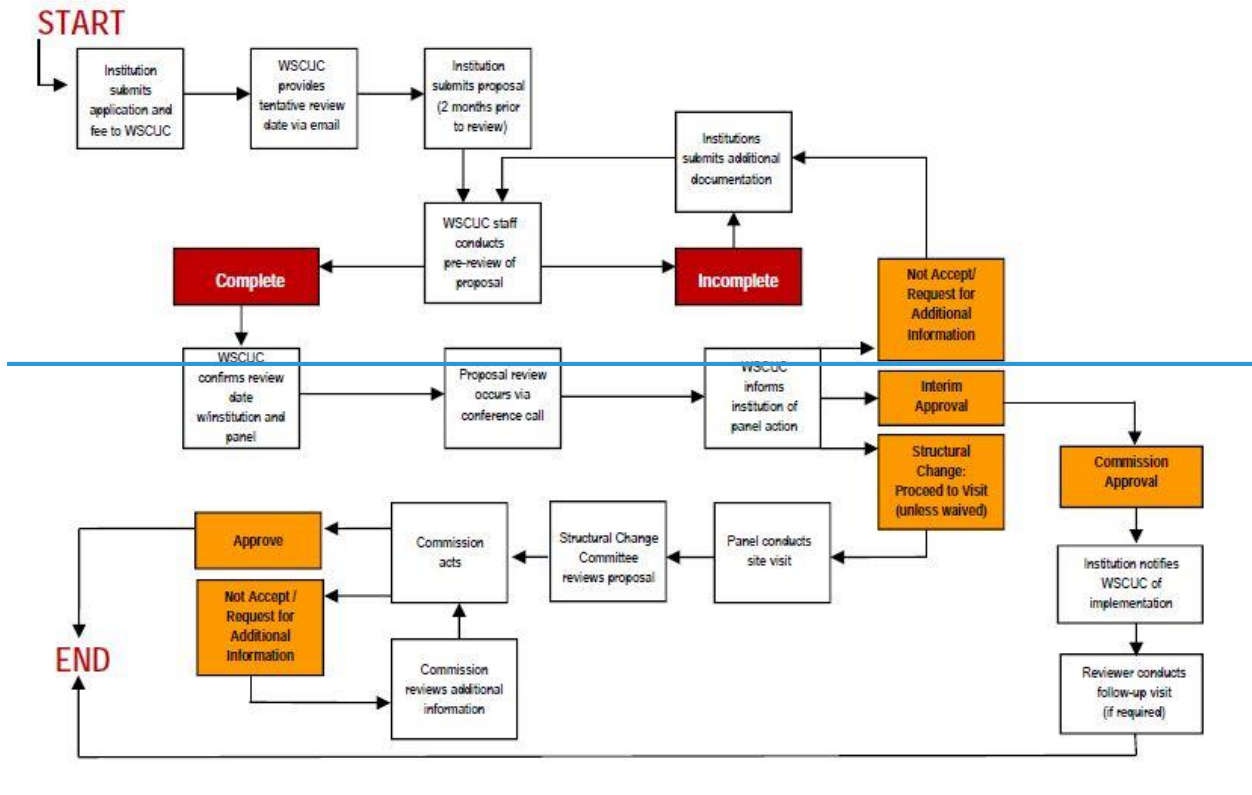 START
Institution
submits
application and
fee to WSCUC
WSCUC
provides
tentative review
date via email
Institution
submits proposal
(2 months prior
to review)
Institutions
submits additional
documentation
WSCUC staff
conducts
pre-review of
proposal
Complete
Incomplete
Not Accept/
Request for
Additional
Information
WSCUC
confirms review
date
w/institution and
panel
Proposal review
occurs via
conference call
WSCUC
informs
institution of
panel action
Interim
Approval
Structural
Change:
Proceed to Visit
(unless waived)
Commission
Approval
Approve
Commission
acts
Structural Change
Committee
reviews proposal
Panel conducts
site visit
Institution notifies
WSCUC of
implementation
Not Accept /
Request for
Additional
Information
END
Commission
reviews additional
information
Reviewer conducts
follow-up visit
(if required)